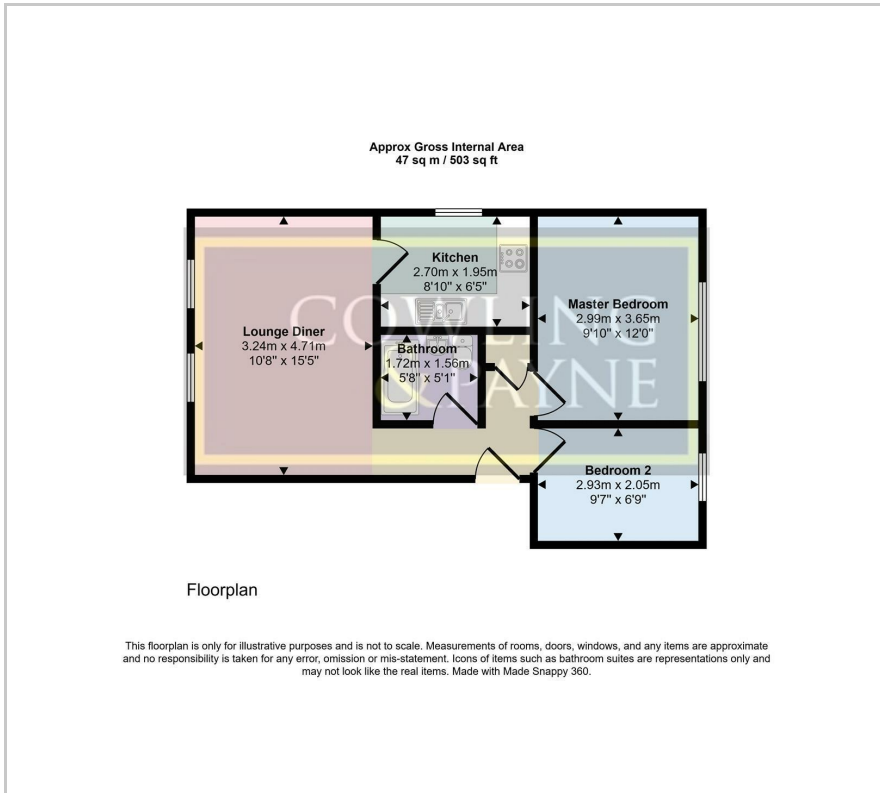 Approx Gross Internal Area
47 sq m / 503 sq ft
Kitchen
2.70m x 1.95m
8'10" x 6'5"
Master Bedroom
2.99m x 3.65m
9'10" x 12'0"
Lounge Diner
3.24m x 4.71m
10'8" x 15'5"
Bathroom
1.72m x 1.56m
5'8" x 5'1"
Bedroom 2
2.93m x 2.05m
9'7" x 6'9"
COWLING
& PAYNE
Floorplan
This floorplan is only for illustrative purposes and is not to scale. Measurements of rooms, doors, windows, and any items are approximate
and no responsibility is taken for any error, omission or mis-statement. Icons of items such as bathroom suites are representations only and
may not look like the real items. Made with Made Snappy 360.